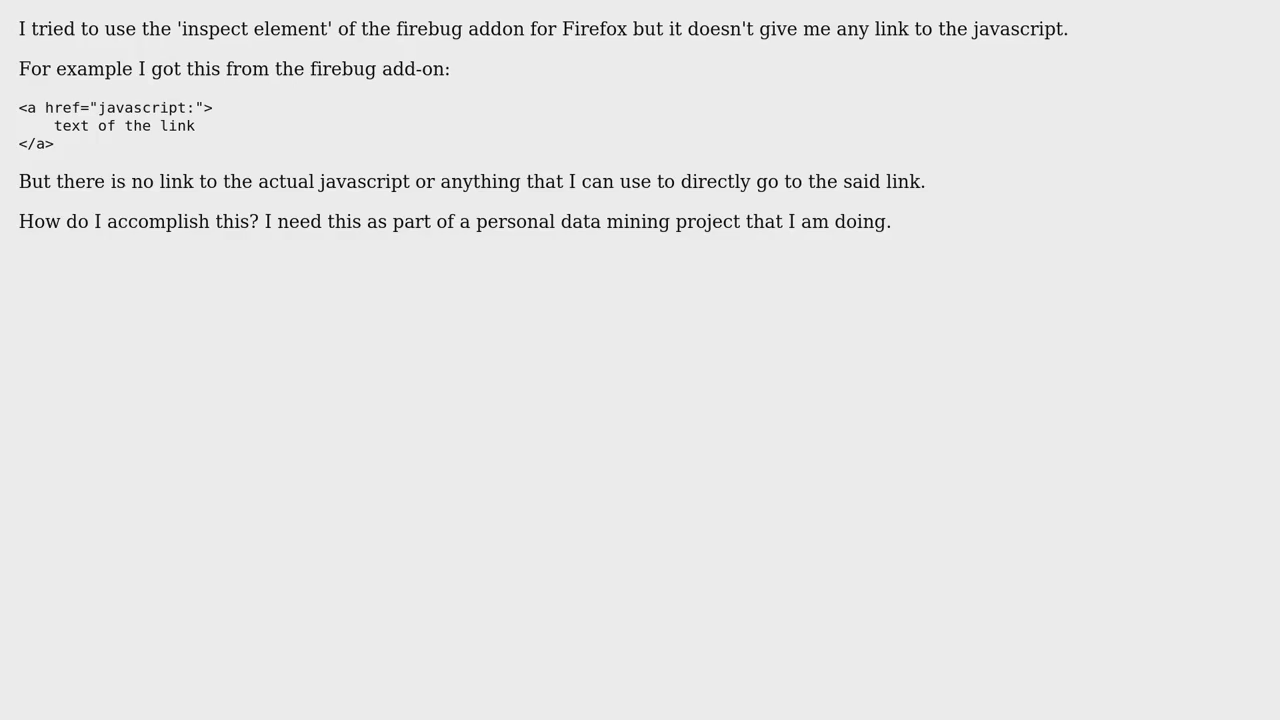 I tried to use the 'inspect element' of the firebug addon for Firefox but it doesn't give me any link to the javascript.
For example I got this from the firebug add-on:
<a href="javascript:">
    text of the link
</a>
But there is no link to the actual javascript or anything that I can use to directly go to the said link.
How do I accomplish this? I need this as part of a personal data mining project that I am doing.